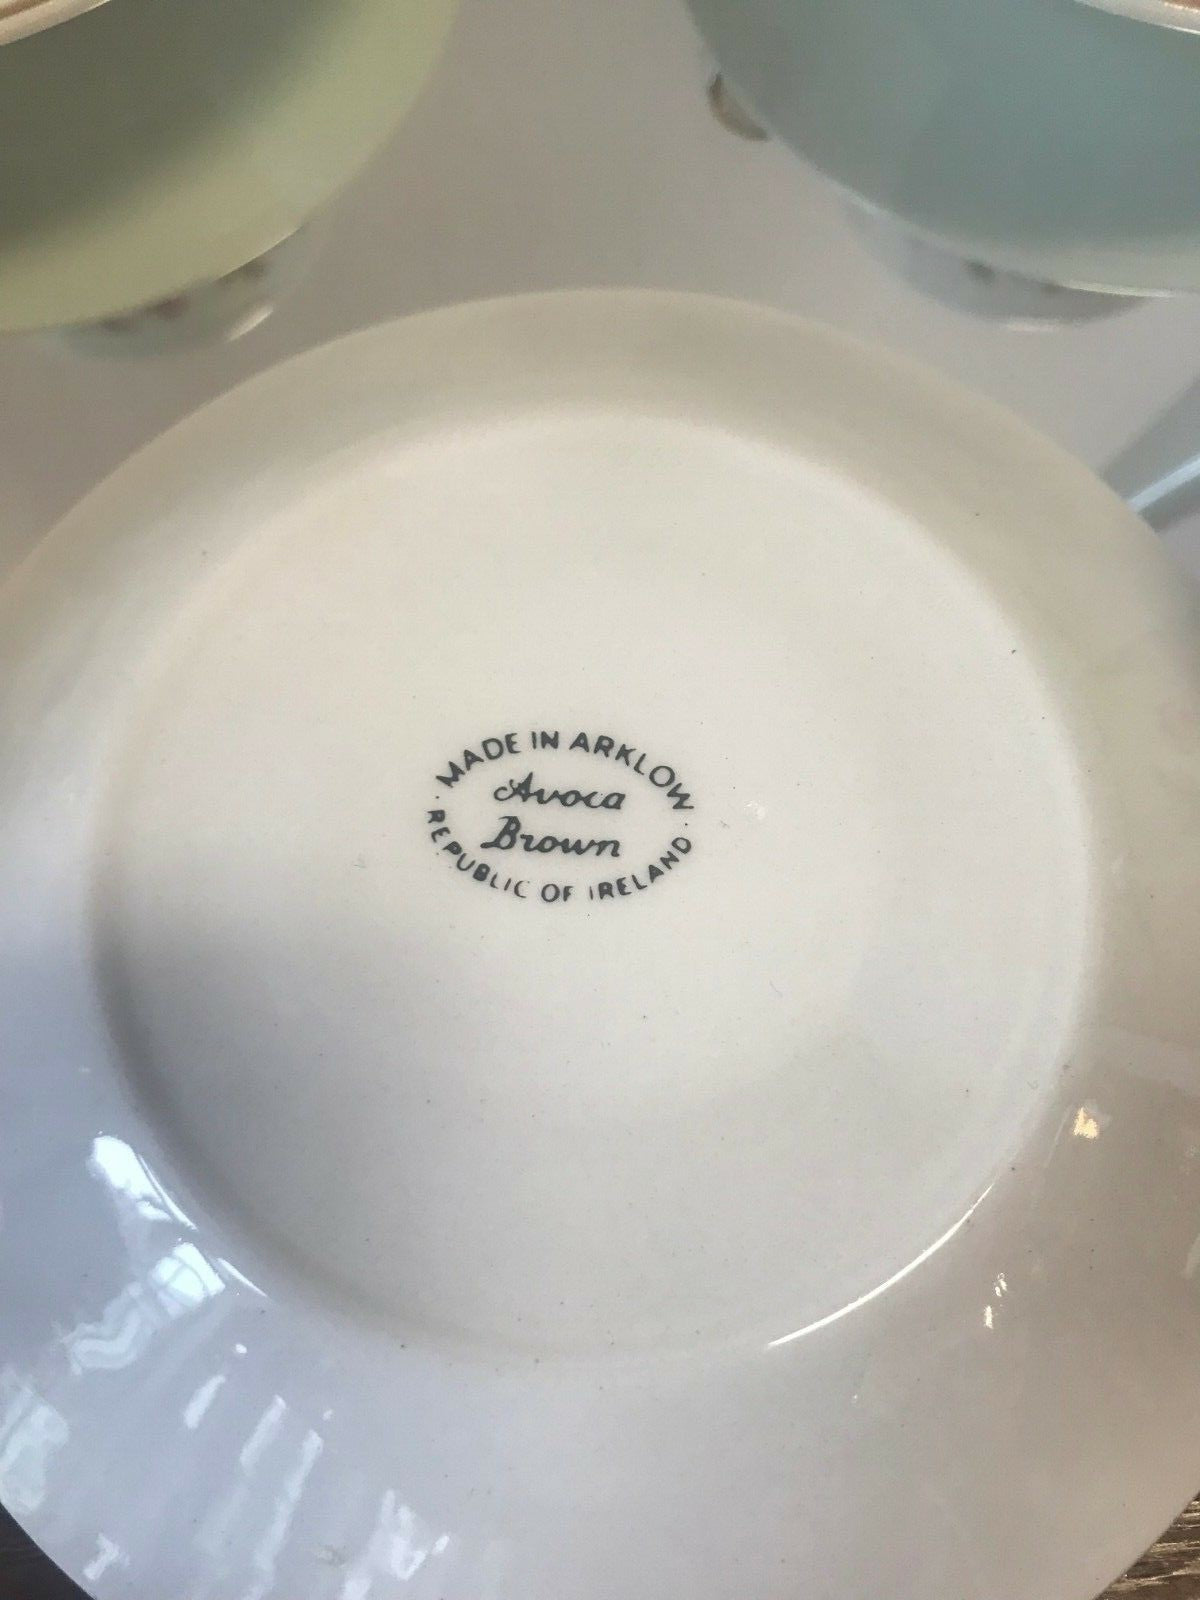 MADE IN ARKLOW
Avoca
Brown
REPUBLIC OF IRELAND